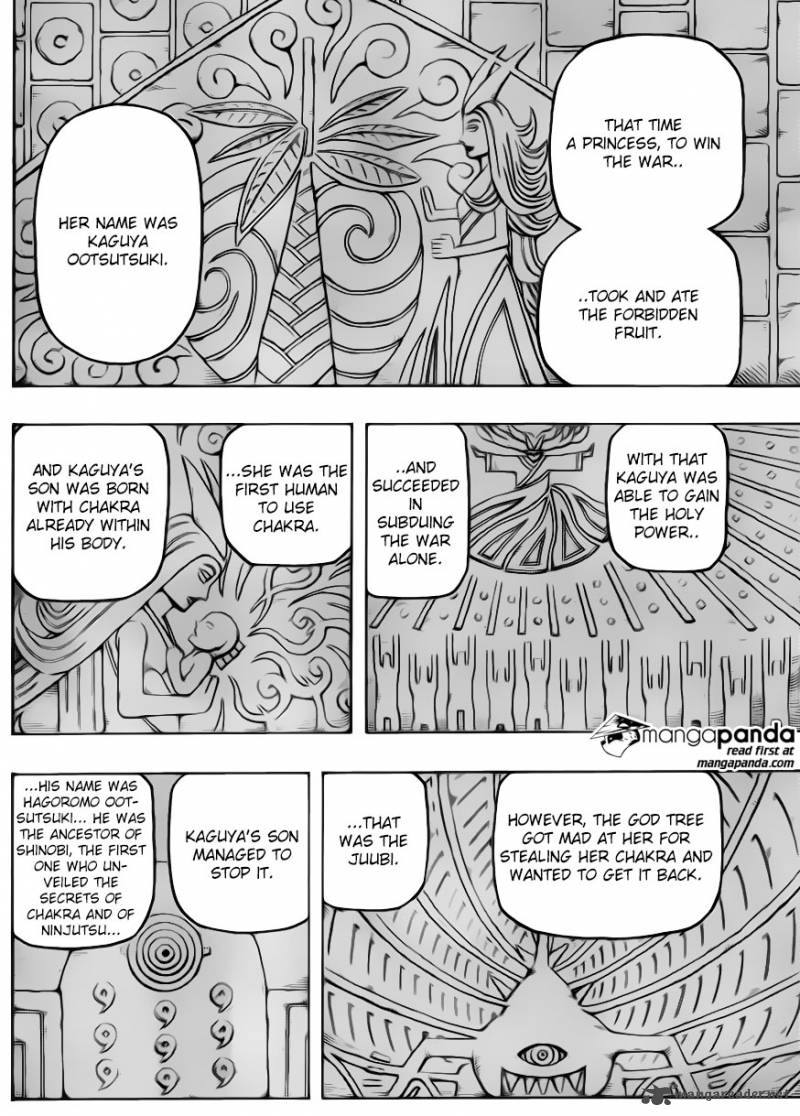 THAT TIME
A PRINCESS, TO WIN
THE WAR..
..TOOK AND ATE
THE FORBIDDEN
FRUIT.
HER NAME WAS
KAGUYA
OOTSUTSUKI.
WITH THAT
KAGUYA WAS
ABLE TO GAIN
THE HOLY
POWER..
..AND
SUCCEEDED
IN
SUBDUING
THE WAR
ALONE.
...SHE WAS THE
FIRST HUMAN
TO USE
CHAKRA.
AND KAGUYA'S
SON WAS BORN
WITH CHAKRA
ALREADY WITHIN
HIS BODY.
mangapanda
read first at
mangapanda.com
HOWEVER, THE GOD TREE
GOT MAD AT HER FOR
STEALING HER CHAKRA AND
WANTED TO GET IT BACK.
...THAT
WAS THE
JUUBI.
KAGUYA'S SON
MANAGED TO
STOP IT.
...HIS NAME WAS
HAGOROMO OOT-
SUTSUKI... HE WAS
THE ANCESTOR OF
SHINOBI, THE FIRST
ONE WHO UN-
VEILED THE
SECRETS OF
CHAKRA AND OF
NINJUTSU...
mangareader.net